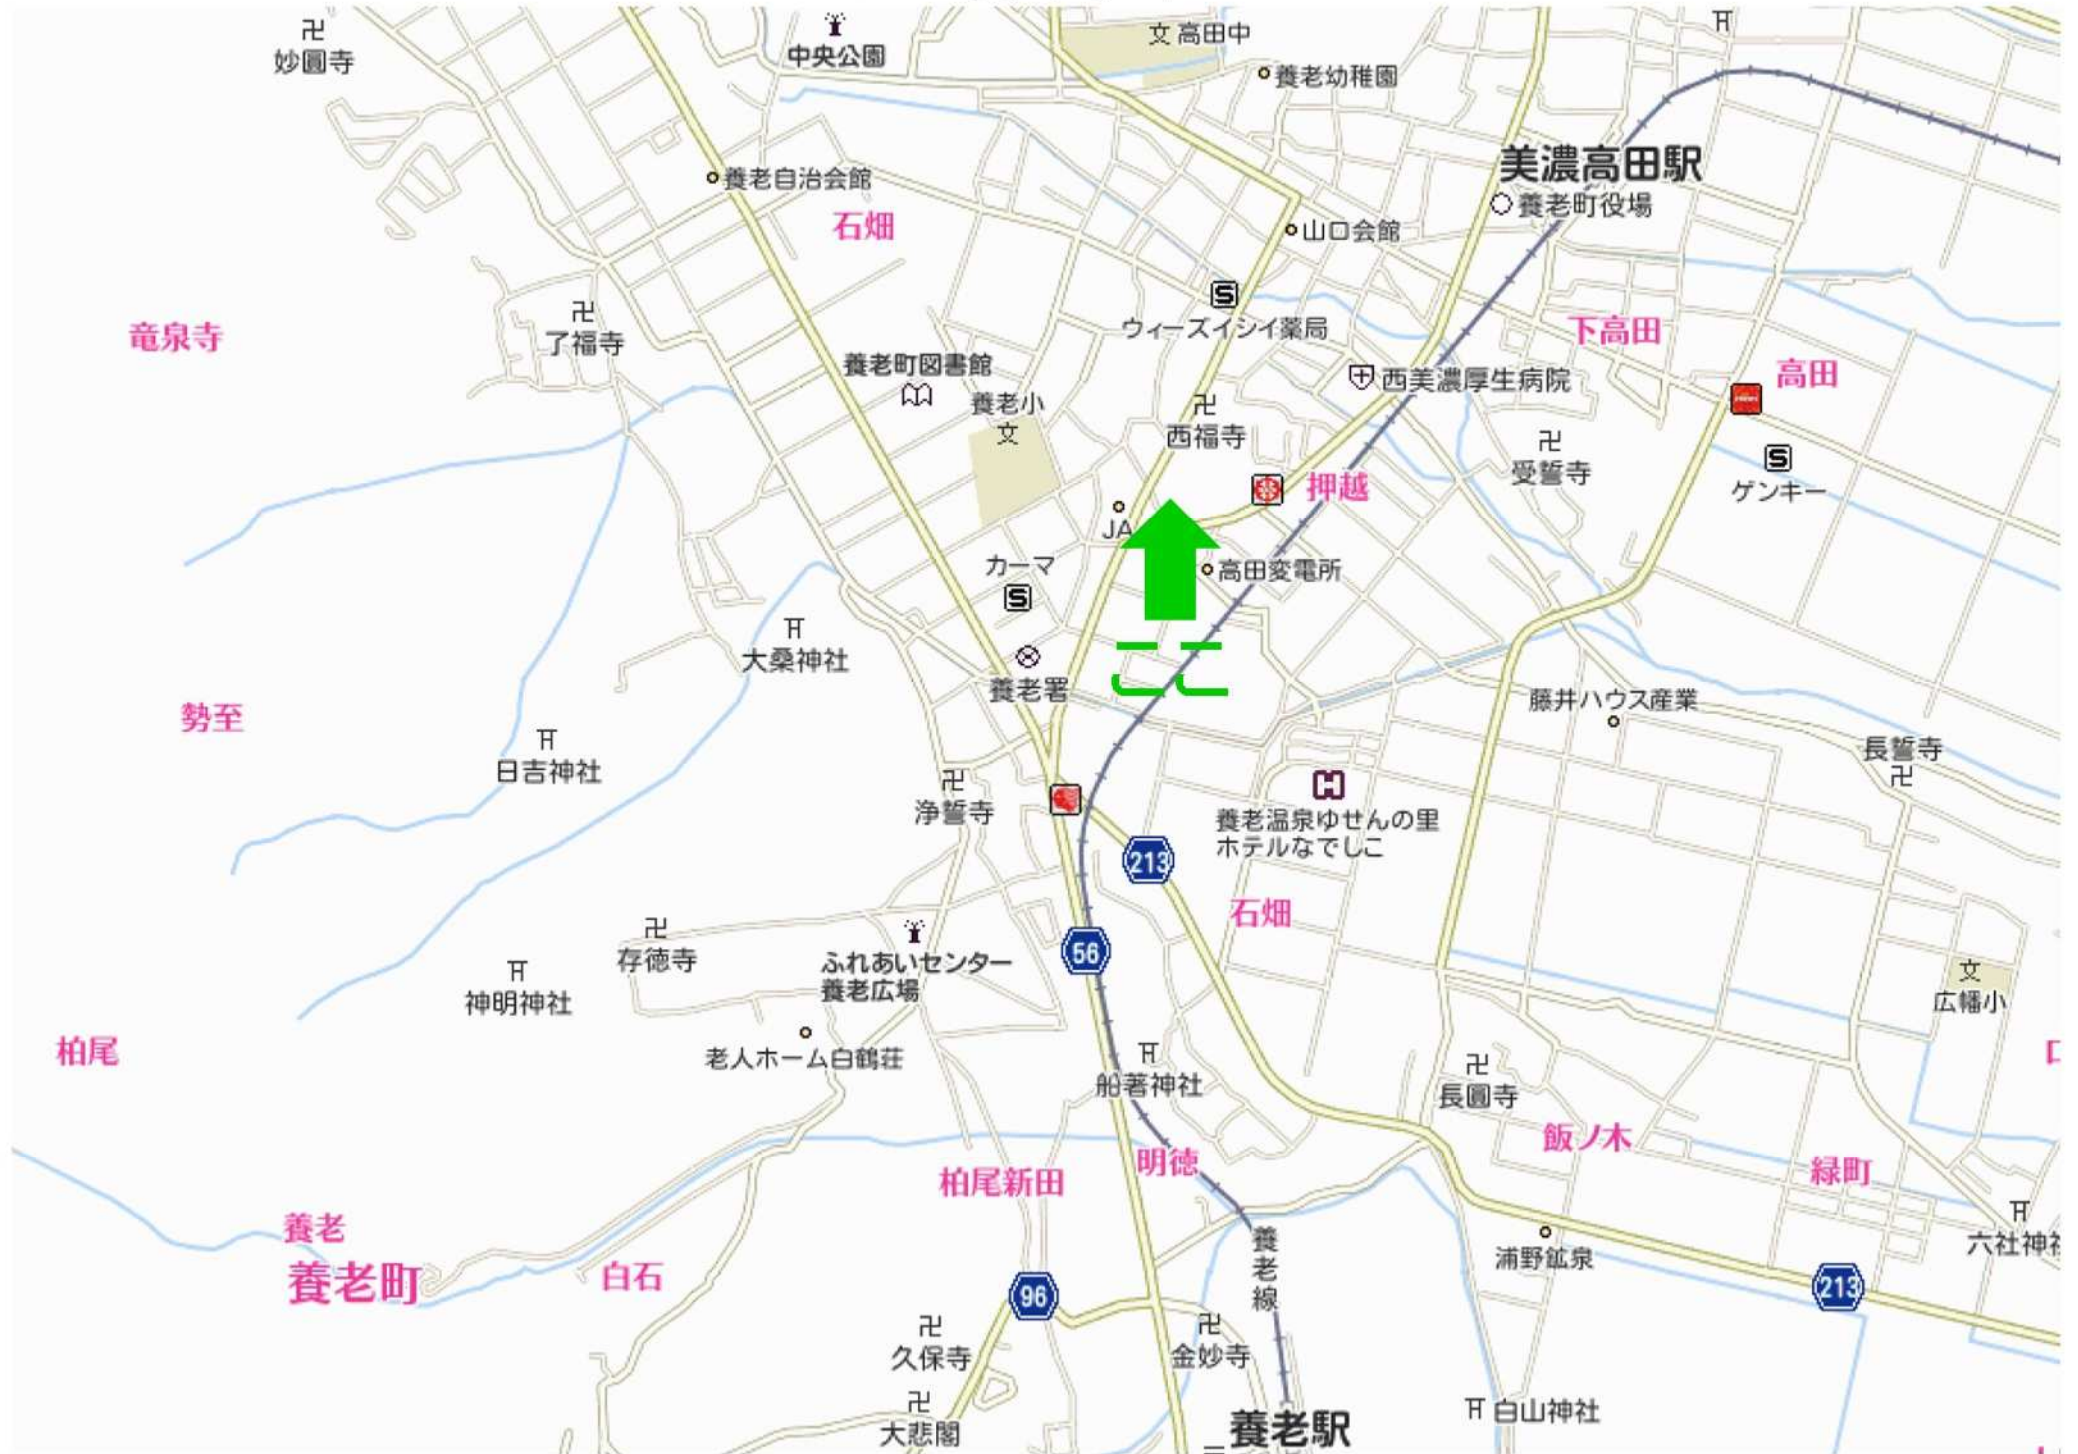 妙圓寺
中央公園
文 高田中
養老幼稚園
美濃高田駅
養老町役場
養老自治会館
石畑
山口会館
S
ウィーズイシイ薬局
竜泉寺
了福寺
下高田
高田
養老町図書館
養老小
文
西美濃厚生病院
西福寺
受誓寺
S
ゲンキー
押越
JA
カーマ
S
高田変電所
ココ
大桑神社
養老署
勢至
日吉神社
藤井ハウス産業
長誓寺
浄誓寺
H
養老温泉ゆせんの里
ホテルなでしこ
213
石畑
56
存徳寺
ふれあいセンター
養老広場
神明神社
文
広幡小
柏尾
老人ホーム白鶴荘
船著神社
長圓寺
飯ノ木
明徳
緑町
柏尾新田
養老
養老町
白石
六社神社
浦野鉱泉
養老線
96
213
久保寺
金妙寺
大悲閣
養老駅
白山神社